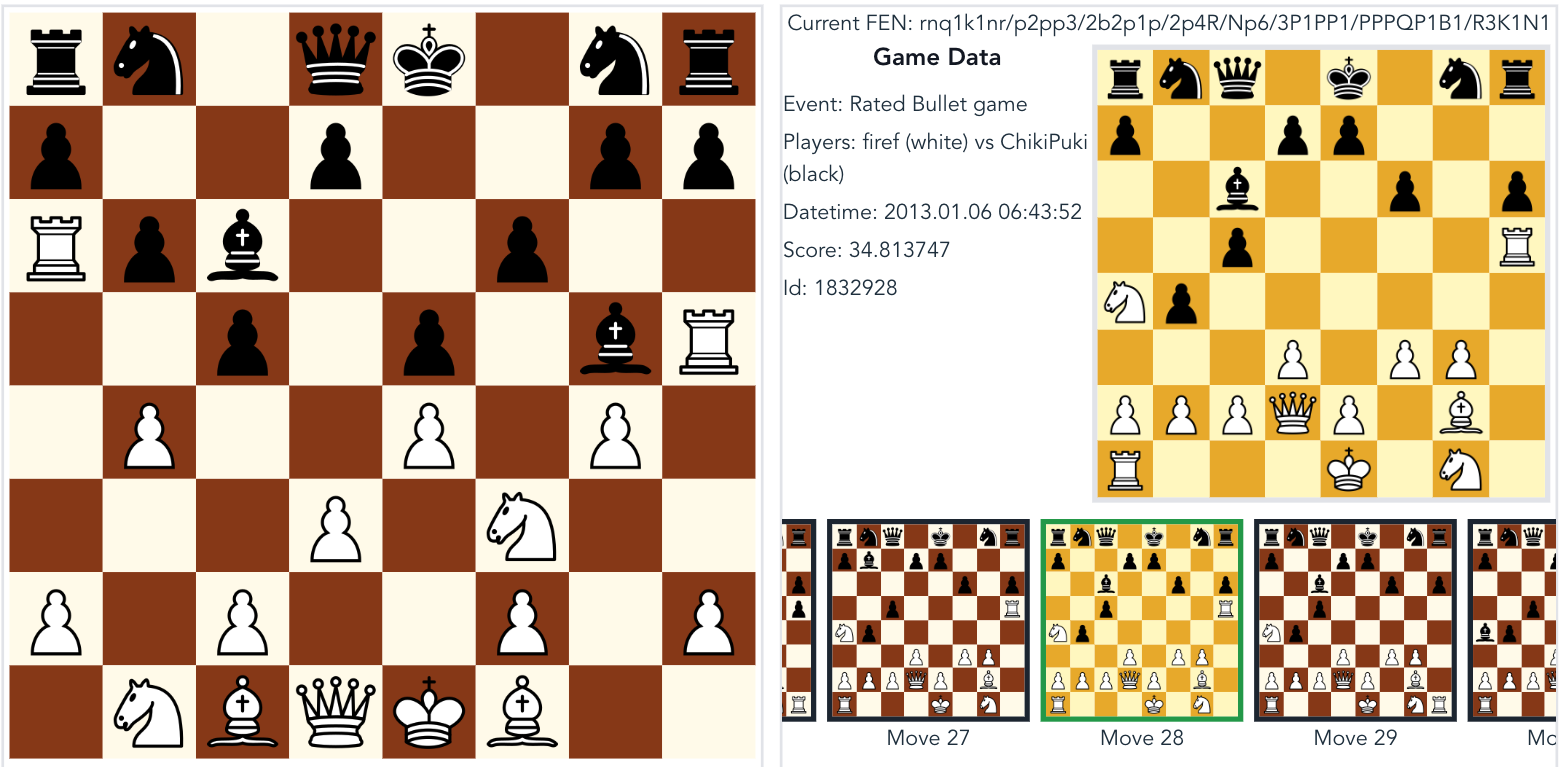 Current FEN: rnq1k1nr/p2pp3/2b2p1p/2p4R/Np6/3P1PP1/PPPQP1B1/R3K1N1
Game Data
Event: Rated Bullet game
Players: firef (white) vs ChikiPuki
(black)
Datetime: 2013.01.06 06:43:52
Score: 34.813747
Id: 1832928
Move 27
Move 28
Move 29
Mo